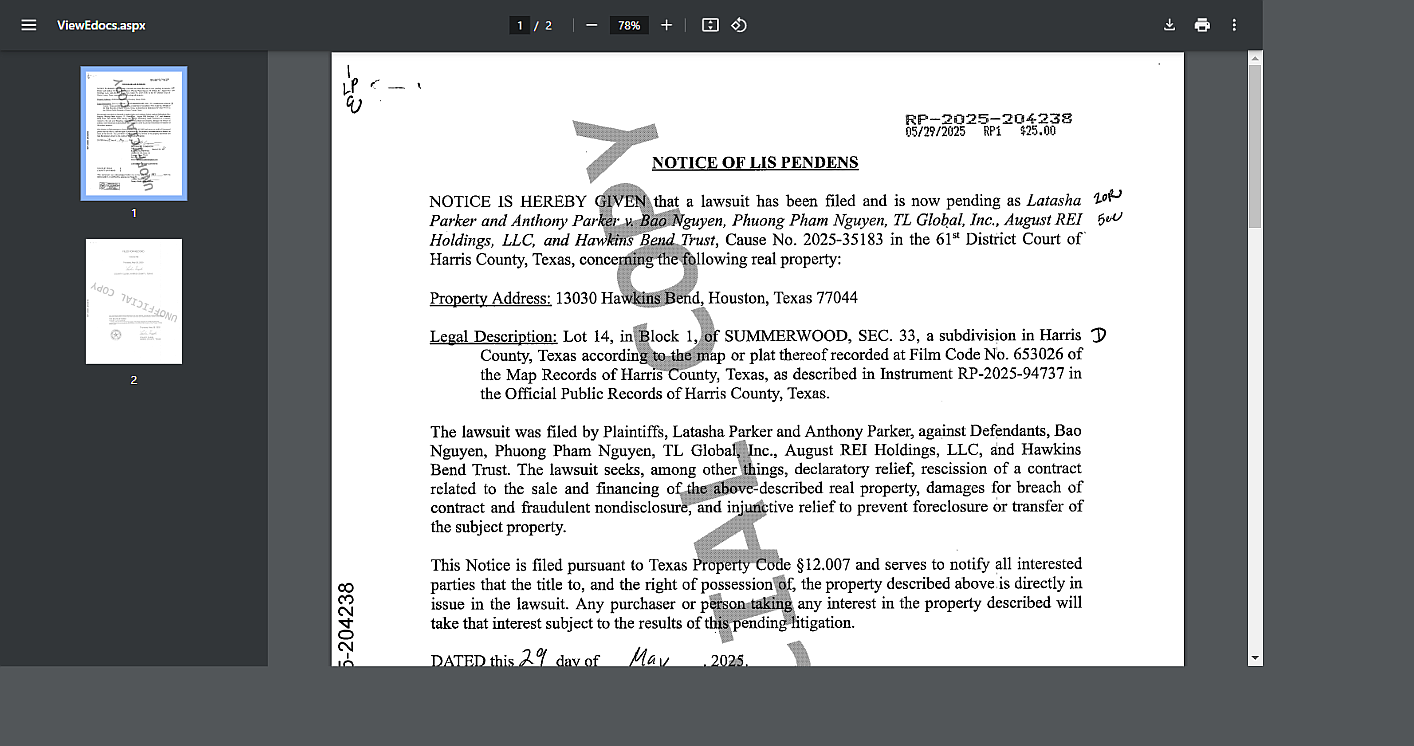 ViewEdocs.aspx
1 / 2
78%
1
2
LP
RP-2025-204238
05/29/2025 RP1 $25.00
NOTICE OF LIS PENDENS
NOTICE IS HEREBY GIVEN that a lawsuit has been filed and is now pending as Latasha
Parker and Anthony Parker v. Bao Nguyen, Phuong Pham Nguyen, TL Global, Inc., August REI
Holdings, LLC, and Hawkins Bend Trust, Cause No. 2025-35183 in the 61st District Court of
Harris County, Texas, concerning the following real property:
Property Address: 13030 Hawkins Bend, Houston, Texas 77044
Legal Description: Lot 14, in Block 1, of SUMMERWOOD, SEC. 33, a subdivision in Harris
County, Texas according to the map or plat thereof recorded at Film Code No. 653026 of
the Map Records of Harris County, Texas, as described in Instrument RP-2025-94737 in
the Official Public Records of Harris County, Texas.
The lawsuit was filed by Plaintiffs, Latasha Parker and Anthony Parker, against Defendants, Bao
Nguyen, Phuong Pham Nguyen, TL Global, Inc., August REI Holdings, LLC, and Hawkins
Bend Trust. The lawsuit seeks, among other things, declaratory relief, rescission of a contract
related to the sale and financing of the above-described real property, damages for breach of
contract and fraudulent nondisclosure, and injunctive relief to prevent foreclosure or transfer of
the subject property.
This Notice is filed pursuant to Texas Property Code §12.007 and serves to notify all interested
parties that the title to, and the right of possession of, the property described above is directly in
issue in the lawsuit. Any purchaser or person taking any interest in the property described will
take that interest subject to the results of this pending litigation.
DATED this 29 day of May, 2025.
5-204238
COPY
CIAL
UNOFFICIAL COPY